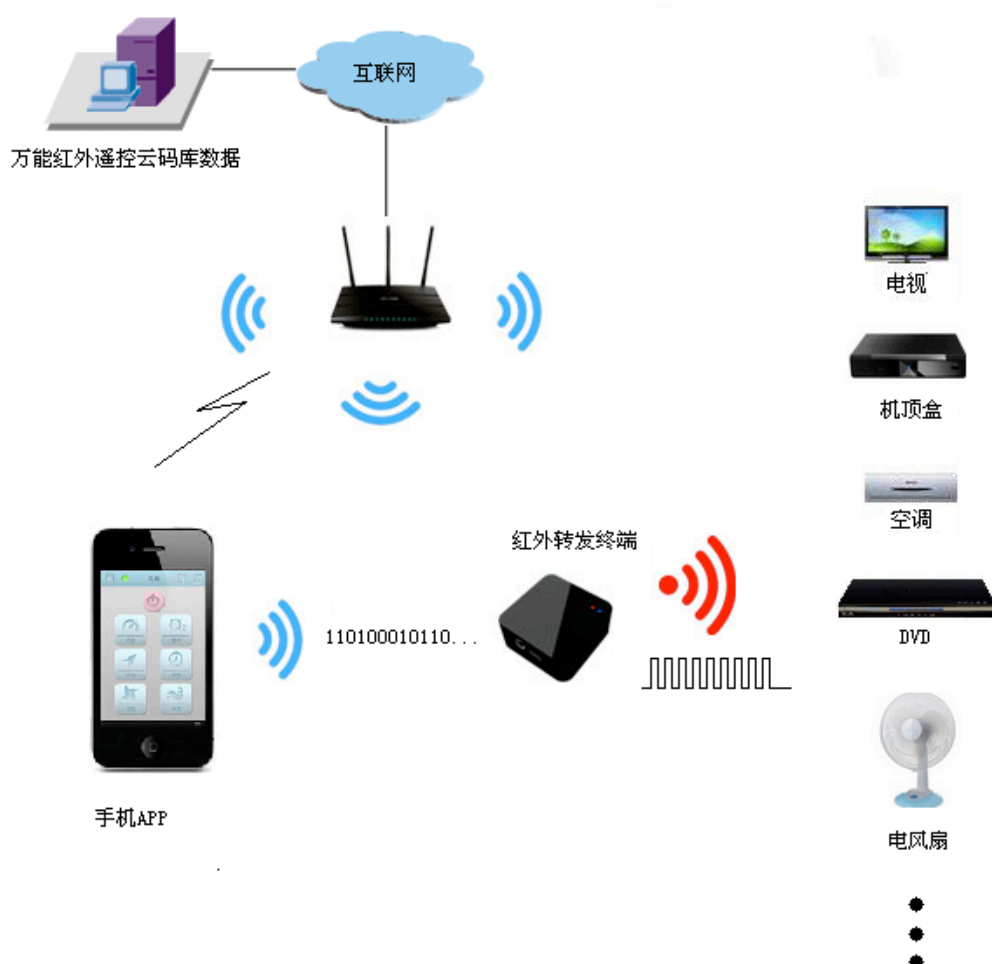 互联网
万能红外遥控云码库数据
电视
机顶盒
空调
红外转发终端
110100010110...
DVD
手机APP
电风扇